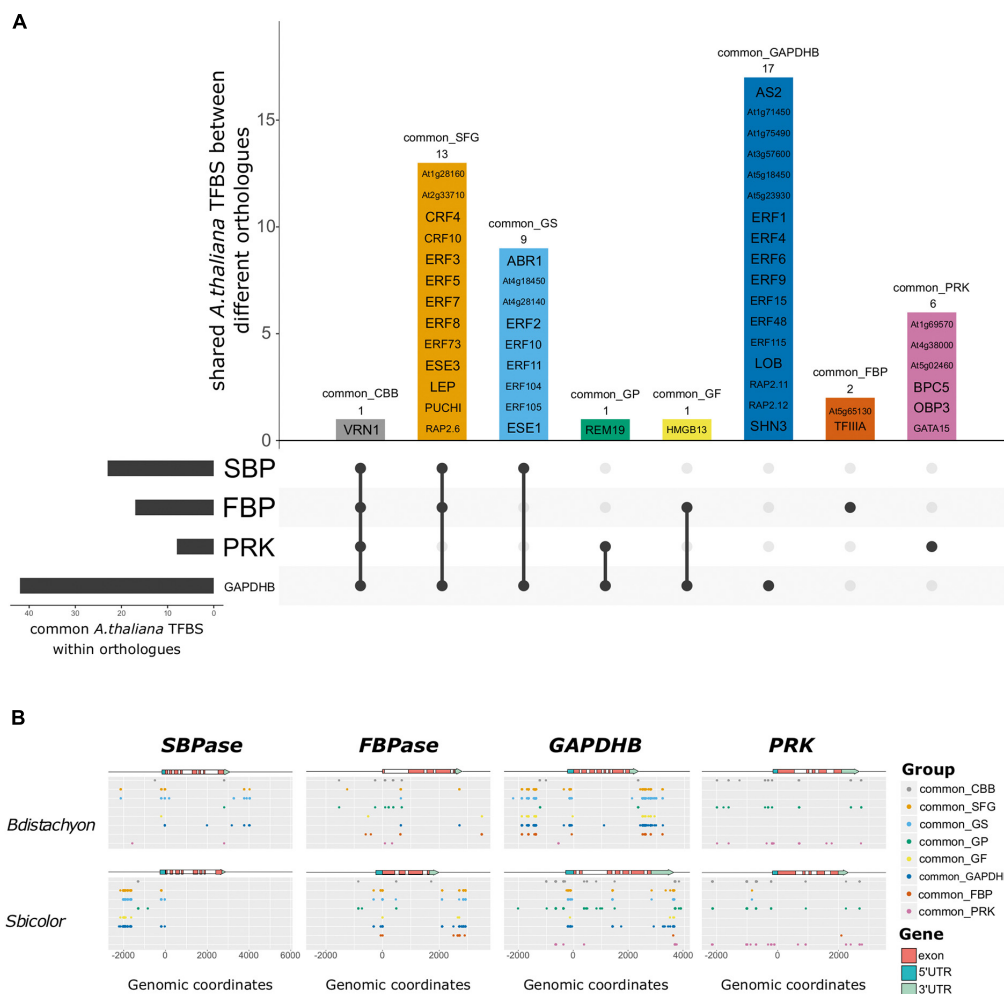 A
shared A.thaliana TFBS between
different orthologues
15
10
5
0
common_CBB
1
VRN1
common_SFG
13
At1g28160
At2g33710
CRF4
CRF10
ERF3
ERF5
ERF7
ERF8
ERF73
ESE3
LEP
PUCHI
RAP2.6
common_GS
9
ABR1
At4g18450
At4g28140
ERF2
ERF10
ERF11
ERF104
ERF105
ESE1
common_GP
1
REM19
common_GF
1
HMGB13
common_GAPDHB
17
AS2
At1g71450
At1g75490
At3g57600
At5g18450
At5g23930
ERF1
ERF4
ERF6
ERF9
ERF15
ERF48
ERF115
LOB
RAP2.11
RAP2.12
SHN3
common_FBP
2
At5g65130
TFIIIA
common_PRK
6
At1g69570
At4g38000
At5g02460
BPC5
OBP3
GATA15
SBP
FBP
PRK
GAPDHB
30 20 10 0
40
common A.thaliana TFBS
within orthologues
B
SBPase FBPase GAPDHB PRK
Bdistachyon
Sbicolor
-2000 0 2000 4000 6000
-2000 0 2000 4000
-2000 0 2000 4000
-2000 0 2000
Genomic coordinates Genomic coordinates Genomic coordinates Genomic coordinates
Group
common_CBB
common_SFG
common_GS
common_GP
common_GF
common_GAPDH
common_FBP
common_PRK
Gene
exon
5'UTR
3'UTR